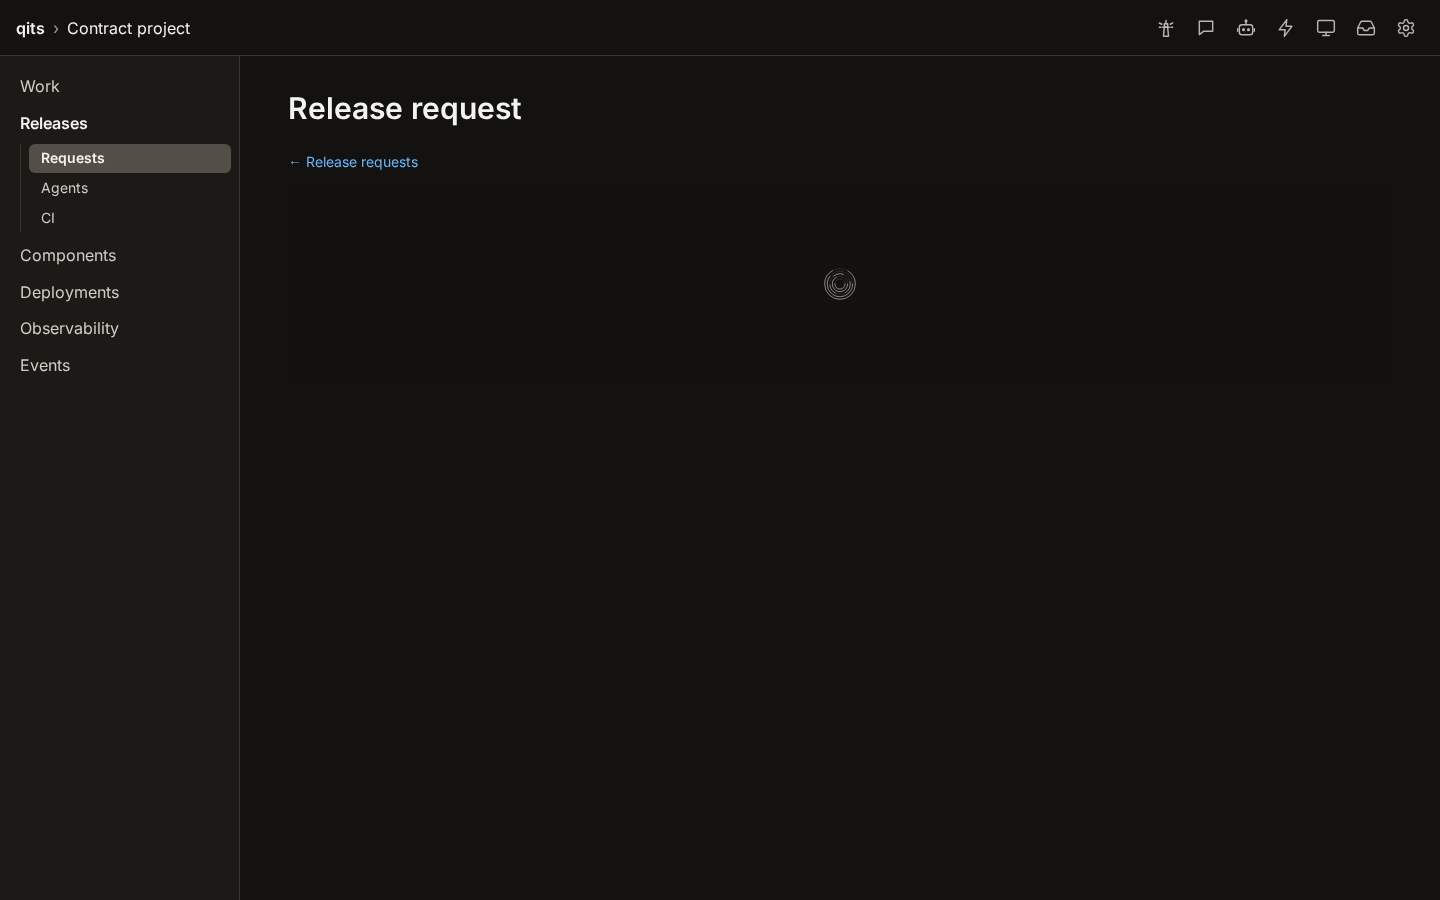 qits › Contract project
Work
Releases
Requests
Agents
CI
Components
Deployments
Observability
Events
Release request
← Release requests